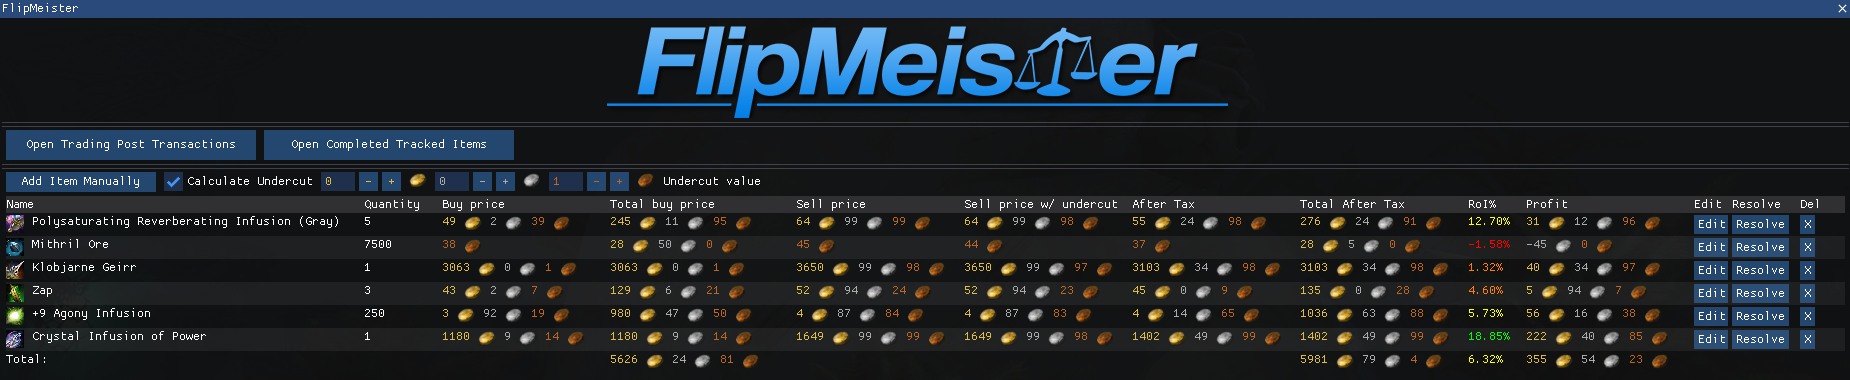 FlipMeister
FlipMeister
Open Trading Post Transactions Open Completed Tracked Items
Add Item Manually Calculate Undercut 0 - + 0 - + 1 - + Undercut value
Name Quantity Buy price Total buy price Sell price Sell price w/ undercut After Tax Total After Tax RoI% Profit Edit Resolve Del
Polysaturating Reverberating Infusion (Gray) 5 49 2 39 245 11 95 64 99 99 64 99 98 55 24 98 276 24 91 12.70% 31 12 96 Edit Resolve X
Mithril Ore 7500 38 28 50 0 45 44 37 28 5 0 -1.58% -45 0 Edit Resolve X
Klobjarne Geirr 1 3063 0 1 3063 0 1 3650 99 98 3650 99 97 3103 34 98 3103 34 98 1.32% 40 34 97 Edit Resolve X
Zap 3 43 2 7 129 6 21 52 94 24 52 94 23 45 0 9 135 0 28 4.60% 5 94 7 Edit Resolve X
+9 Agony Infusion 250 3 92 19 980 47 50 4 87 84 4 87 83 4 14 65 1036 63 88 5.73% 56 16 38 Edit Resolve X
Crystal Infusion of Power 1 1180 9 14 1180 9 14 1649 99 99 1649 99 98 1402 49 99 1402 49 99 18.85% 222 40 85 Edit Resolve X
Total: 5626 24 81 5981 79 4 6.32% 355 54 23